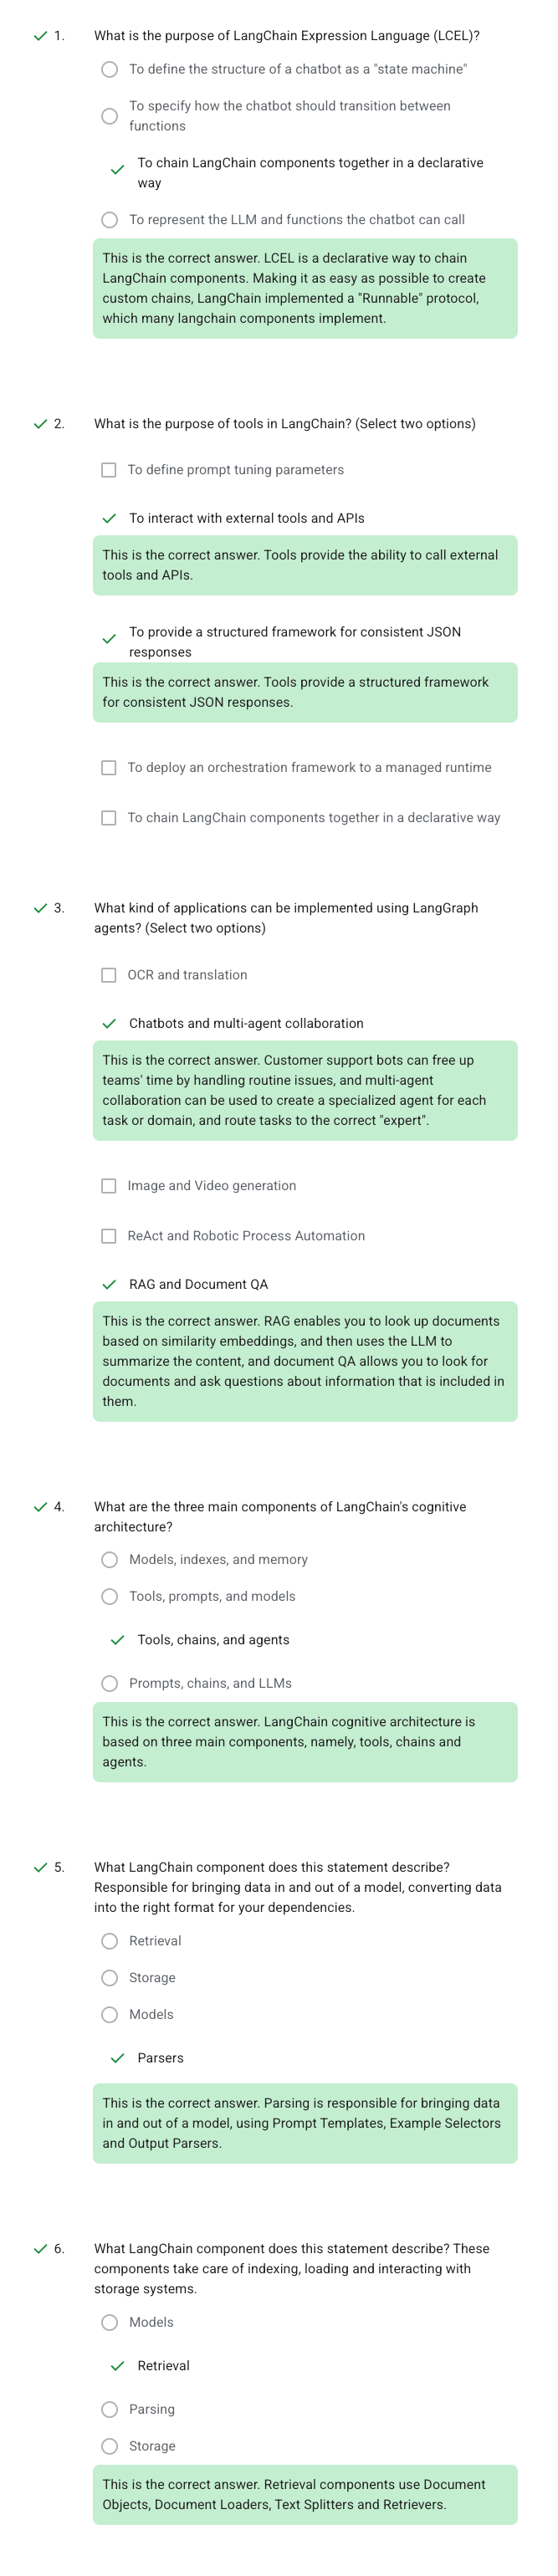 1. What is the purpose of LangChain Expression Language (LCEL)?
To define the structure of a chatbot as a "state machine"
To specify how the chatbot should transition between
functions
To chain LangChain components together in a declarative
way
To represent the LLM and functions the chatbot can call
This is the correct answer. LCEL is a declarative way to chain
LangChain components. Making it as easy as possible to create
custom chains, LangChain implemented a "Runnable" protocol,
which many langchain components implement.
2. What is the purpose of tools in LangChain? (Select two options)
To define prompt tuning parameters
To interact with external tools and APIs
This is the correct answer. Tools provide the ability to call external
tools and APIs.
To provide a structured framework for consistent JSON
responses
This is the correct answer. Tools provide a structured framework
for consistent JSON responses.
To deploy an orchestration framework to a managed runtime
To chain LangChain components together in a declarative way
3. What kind of applications can be implemented using LangGraph
agents? (Select two options)
OCR and translation
Chatbots and multi-agent collaboration
This is the correct answer. Customer support bots can free up
teams' time by handling routine issues, and multi-agent
collaboration can be used to create a specialized agent for each
task or domain, and route tasks to the correct "expert".
Image and Video generation
ReAct and Robotic Process Automation
RAG and Document QA
This is the correct answer. RAG enables you to look up documents
based on similarity embeddings, and then uses the LLM to
summarize the content, and document QA allows you to look for
documents and ask questions about information that is included in
them.
4. What are the three main components of LangChain's cognitive
architecture?
Models, indexes, and memory
Tools, prompts, and models
Tools, chains, and agents
Prompts, chains, and LLMs
This is the correct answer. LangChain cognitive architecture is
based on three main components, namely, tools, chains and
agents.
5. What LangChain component does this statement describe?
Responsible for bringing data in and out of a model, converting data
into the right format for your dependencies.
Retrieval
Storage
Models
Parsers
This is the correct answer. Parsing is responsible for bringing data
in and out of a model, using Prompt Templates, Example Selectors
and Output Parsers.
6. What LangChain component does this statement describe? These
components take care of indexing, loading and interacting with
storage systems.
Models
Retrieval
Parsing
Storage
This is the correct answer. Retrieval components use Document
Objects, Document Loaders, Text Splitters and Retrievers.